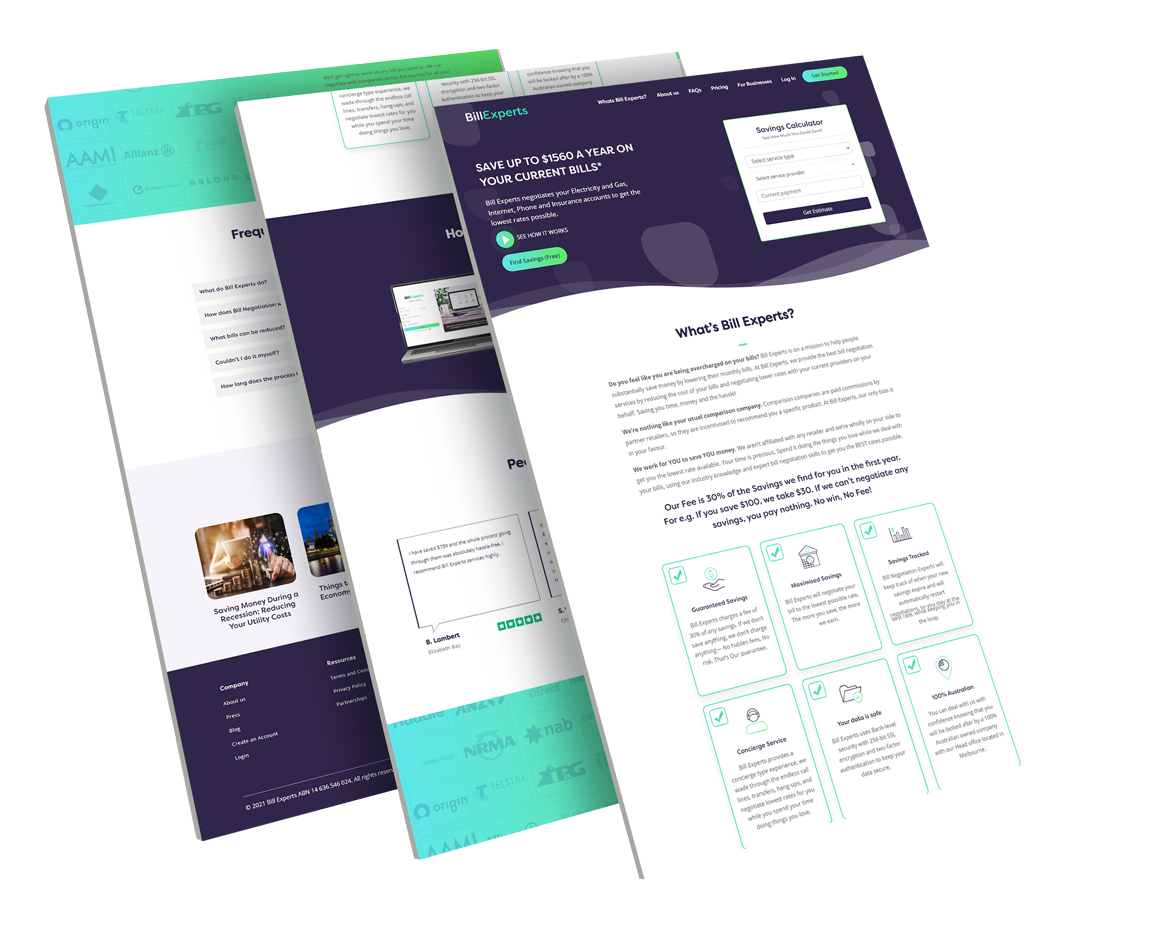 BillExperts
Whats Bill Experts?
About us
FAQs
Pricing
For Businesses
Log In
Get Started
SAVE UP TO $1560 A YEAR ON
YOUR CURRENT BILLS*
Bill Experts negotiates your Electricity and Gas,
Internet, Phone and Insurance accounts to get the
lowest rates possible.
SEE HOW IT WORKS
Find Savings (Free)
Savings Calculator
See How Much You Could Save!
Select service type
Select service provider
Current payment
Get Estimate
What's Bill Experts?
Do you feel like you are being overcharged on your bills? Bill Experts is on a mission to help people
substantially save money by lowering their monthly bills. At Bill Experts, we provide the best bill negotiation
services by reducing the cost of your bills and negotiating lower rates with your current providers on your
behalf. Saving you time, money and the hassle!
We're nothing like your usual comparison company. Comparison companies are paid commissions by
partner retailers, so they are incentivised to recommend you a specific product. At Bill Experts, our only bias is
in your favour.
We work for YOU to save YOU money. We aren't affiliated with any retailer and we're wholly on your side to
get you the lowest rate available. Your time is precious. Spend it doing the things you love while we deal with
your bills, using our industry knowledge and expert bill negotiation skills to get you the BEST rates possible.
Our Fee is 30% of the Savings we find for you in the first year.
For e.g. If you save $100, we take $30. If we can't negotiate any
savings, you pay nothing. No win, No Fee!
Guaranteed Savings
Bill Experts charges a fee of
30% of any savings. If we don't
save anything, we don't charge
anything— No hidden fees, No
risk. That's Our guarantee.
Maximised Savings
Bill Experts will negotiate your
bill to the lowest possible rate.
The more you save, the more
we earn.
Savings Tracked
Bill Negotiation Experts will
keep track of when your new
savings expire and will
automatically restart
negotiations, so you stay at the
best rate, while keeping you in
the loop.
Concierge Service
Bill Experts provides a
concierge type experience, we
wade through the endless call
lines, transfers, hang-ups, and
negotiate lowest rates for you
while you spend your time
doing things you love.
Your data is safe
Bill Experts uses Bank-level
security with 256-bit SSL
encryption and two factor
authentication to keep your
data secure.
100% Australian
You can deal with us with
confidence knowing that you
will be looked after by a 100%
Australian owned company
with our Head office located in
Melbourne.
concierge type experience, we
wade through the endless call
lines, transfers, hang-ups, and
negotiate lowest rates for you
while you spend your time
doing things you love.
security with 256-bit SSL
encryption and two factor
authentication to keep your
confidence knowing that you
will be looked after by a 100%
Australian owned company
Ho
BillExperts
Peo
I have saved $789 and the whole process going
through them was absolutely hassle-free. I
recommend Bill Experts services highly.
B. Lambert
Elizabeth Bay
S.
Huddle
ANZ
Direct
NRMA
nab
origin
TELSTRA
ARG
AAMI
We'll get right to work on any bill you send us. We can
negotiate with companies across the country for all your
origin
TELSTRA
ARG
AAMI
Allianz
Fred
BELONG
Frequ
What do Bill Experts do?
How does Bill Negotiation w
What bills can be reduced?
Couldn't I do it myself?
How long does the process t
Saving Money During a
Recession; Reducing
Your Utility Costs
Things t
Economy
Company
About us
Press
Blog
Create an Account
Login
Resources
Terms and Con
Privacy Policy
Partnerships
© 2021 Bill Experts ABN 14 636 546 024. All rights reserv